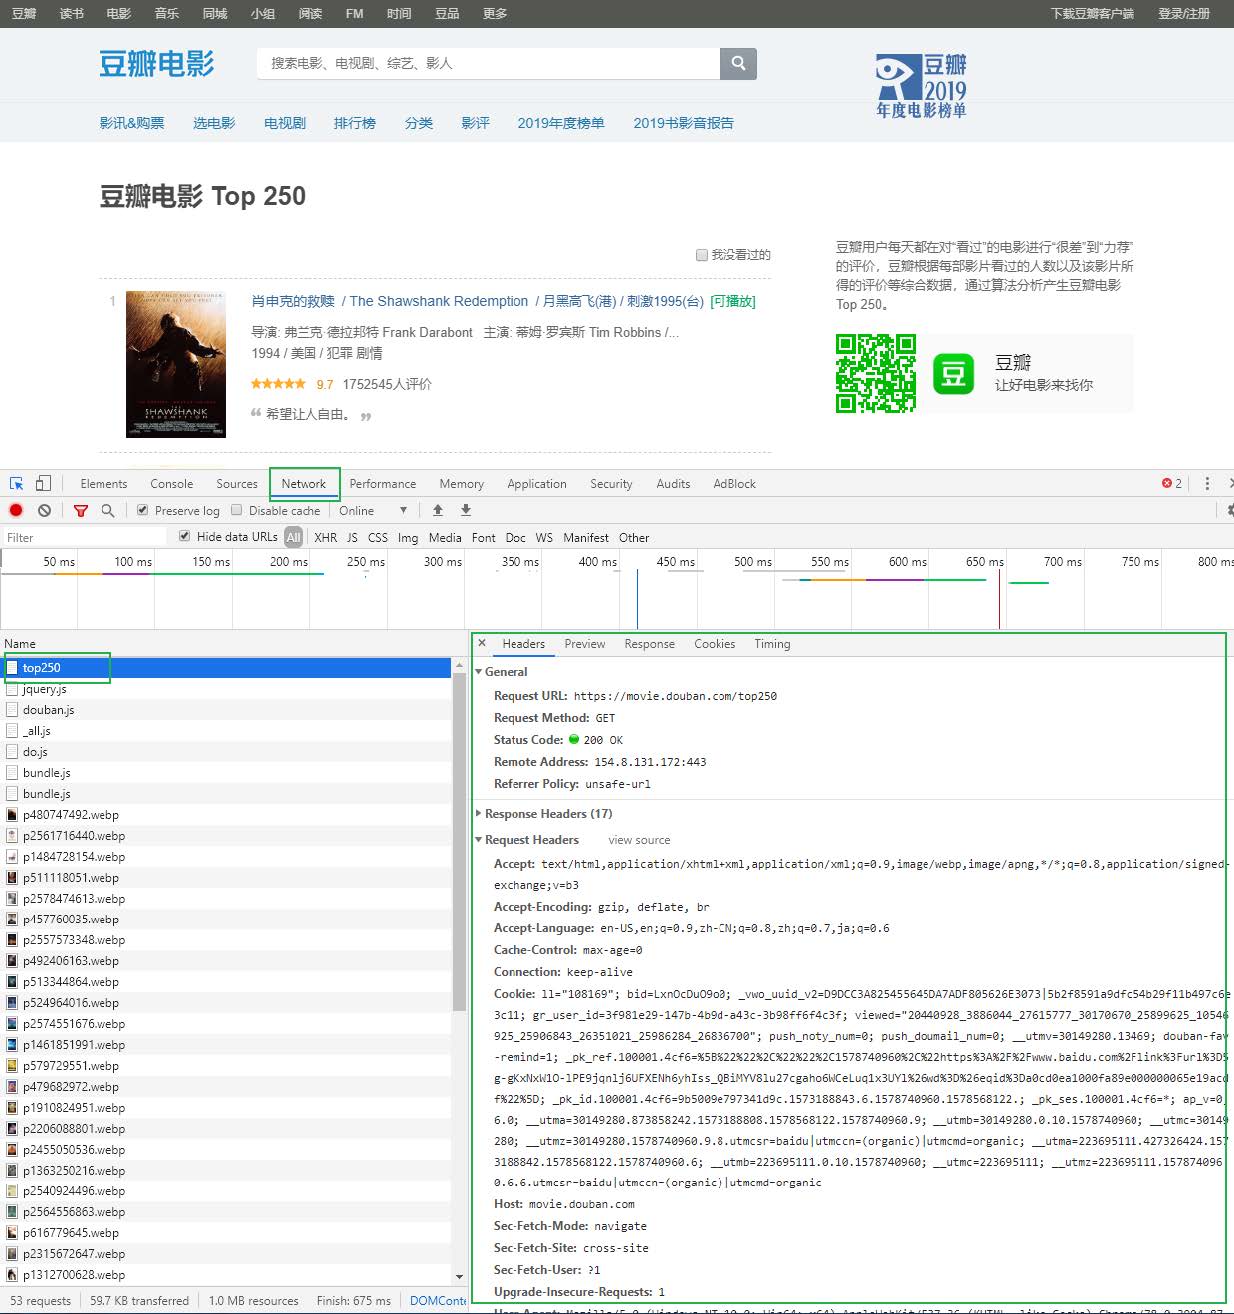 豆瓣 读书 电影 音乐 同城 小组 阅读 FM 时间 豆品 更多 下载豆瓣客户端 登录/注册
豆瓣电影 搜索电影、电视剧、综艺、影人
豆瓣
2019
年度电影榜单
影讯&购票 选电影 电视剧 排行榜 分类 影评 2019年度榜单 2019书影音报告
豆瓣电影 Top 250
我没看过的
1
肖申克的救赎 / The Shawshank Redemption / 月黑高飞(港) / 刺激1995(台) [可播放]
导演: 弗兰克·德拉邦特 Frank Darabont 主演: 蒂姆·罗宾斯 Tim Robbins /...
1994 / 美国 / 犯罪 剧情
9.7 1752545人评价
“ 希望让人自由。 ”
SHAWSHANK
豆瓣用户每天都在对“看过”的电影进行“很差”到“力荐”
的评价，豆瓣根据每部影片看过的人数以及该影片所
得的评价等综合数据，通过算法分析产生豆瓣电影
Top 250。
豆
豆瓣
让好电影来找你
Elements Console Sources Network Performance Memory Application Security Audits AdBlock 2
Preserve log Disable cache Online
Filter Hide data URLs All XHR JS CSS Img Media Font Doc WS Manifest Other
50 ms 100 ms 150 ms 200 ms 250 ms 300 ms 350 ms 400 ms 450 ms 500 ms 550 ms 600 ms 650 ms 700 ms 750 ms 800 ms
Name
top250
jquery.js
douban.js
_all.js
do.js
bundle.js
bundle.js
p480747492.webp
p2561716440.webp
p1484728154.webp
p511118051.webp
p2578474613.webp
p457760035.webp
p2557573348.webp
p492406163.webp
p513344864.webp
p524964016.webp
p2574551676.webp
p1461851991.webp
p579729551.webp
p479682972.webp
p1910824951.webp
p2206088801.webp
p2455050536.webp
p1363250216.webp
p2540924496.webp
p2564556863.webp
p616779645.webp
p2315672647.webp
p1312700628.webp
53 requests 59.7 KB transferred 1.0 MB resources Finish: 675 ms DOMConte
Headers Preview Response Cookies Timing
General
Request URL: https://movie.douban.com/top250
Request Method: GET
Status Code: 200 OK
Remote Address: 154.8.131.172:443
Referrer Policy: unsafe-url
Response Headers (17)
Request Headers view source
Accept: text/html,application/xhtml+xml,application/xml;q=0.9,image/webp,image/apng,*/*;q=0.8,application/signed-
exchange;v=b3
Accept-Encoding: gzip, deflate, br
Accept-Language: en-US,en;q=0.9,zh-CN;q=0.8,zh;q=0.7,ja;q=0.6
Cache-Control: max-age=0
Connection: keep-alive
Cookie: ll="108169"; bid=LxnOcDuO9o0; _vwo_uuid_v2=D9DCC3A825455645DA7ADF805626E3073|5b2f8591a9dfc54b29f11b497c6e
3c11; gr_user_id=3f981e29-147b-4b9d-a43c-3b98ff6f4c3f; viewed="20440928_3886044_27615777_30170670_25899625_10546
925_25906843_26351021_25986284_26836700"; push_noty_num=0; push_doumail_num=0; __utmv=30149280.13469; douban-fav-
remind=1; _pk_ref.100001.4cf6=%5B%22%22%2C%22%22%2C1578740960%2C%22https%3A%2F%2Fwww.baidu.com%2Flink%3Furl%3D5
g-gKxNxW1O-lPE9jqnlj6UFXENh6yhIss_QBiMYV8lu27cgaho6WCeLuq1x3UYl%26wd%3D%26eqid%3Da0cd0ea1000fa89e000000065e19acd
f%22%5D; _pk_id.100001.4cf6=9b5009e797341d9c.1573188843.6.1578740960.1578568122.; _pk_ses.100001.4cf6=*; ap_v=0,
6.0; __utma=30149280.873858242.1573188808.1578568122.1578740960.9; __utmb=30149280.0.10.1578740960; __utmc=30149
280; __utmz=30149280.1578740960.9.8.utmcsr=baidu|utmccn=(organic)|utmcmd=organic; __utma=223695111.427326424.157
3188842.1578568122.1578740960.6; __utmb=223695111.0.10.1578740960; __utmc=223695111; __utmz=223695111.157874096
0.6.6.utmcsr=baidu|utmccn=(organic)|utmcmd=organic
Host: movie.douban.com
Sec-Fetch-Mode: navigate
Sec-Fetch-Site: cross-site
Sec-Fetch-User: ?1
Upgrade-Insecure-Requests: 1